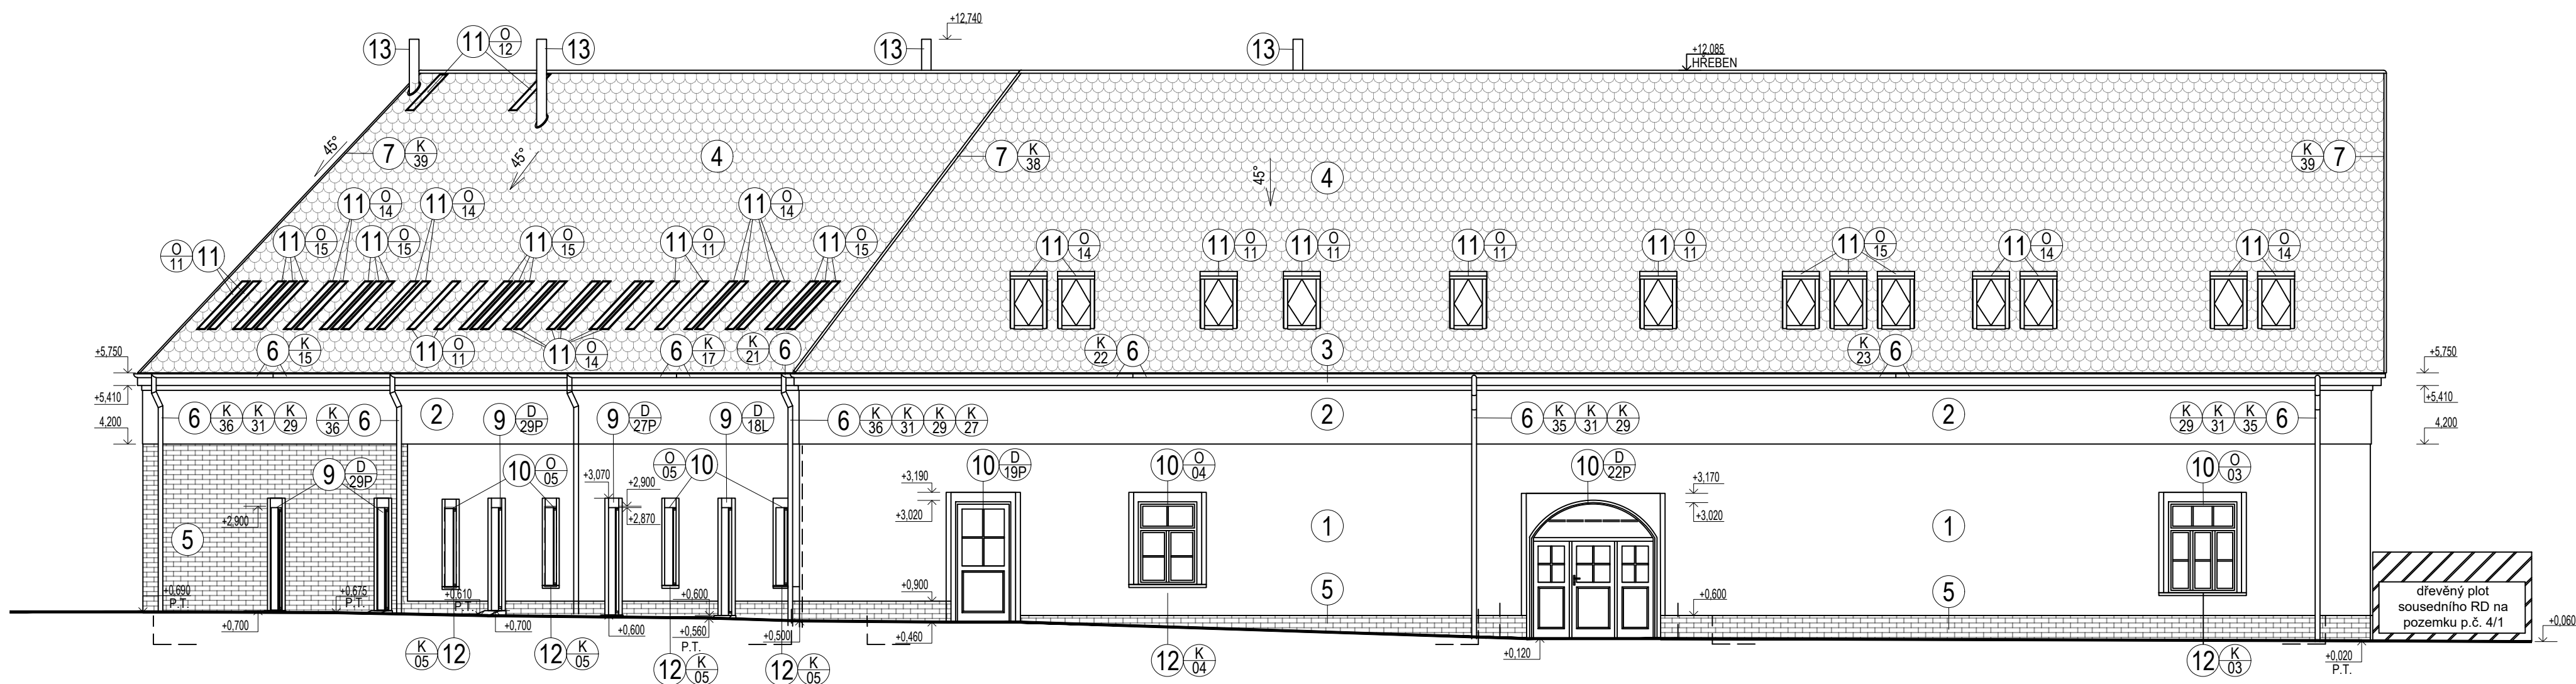 +12,740
13
11 O 12
13
13
13
+12,085
HŘEBEN
45°
7 K 39
45°
4
7 K 38
45°
4
K 39 7
11 O 14
11 O 14
11 O 14
O 11 11
11 O 15
11 O 15
11 O 15
11 O 11
11 O 15
11 O 14
11 O 11
11 O 11
11 O 11
11 O 11
11 O 15
11 O 14
11 O 14
+5,750
6 K 15
11 O 11
11 O 14
6 K 17
K 21 6
K 22 6
3
K 23 6
+5,750
+5,410
+5,410
4,200
6 K 36 K 31 K 29
K 36 6
2
9 D 29P
9 D 27P
9 D 18L
6 K 36 K 31 K 29 K 27
2
6 K 35 K 31 K 29
2
K 29 K 31 K 35 6
4,200
9 D 29P
10 O 05
O 05 10
10 D 19P
10 O 04
10 D 22P
10 O 03
+3,070
+2,900
+2,870
+3,190
+3,020
+3,170
+3,020
+2,900
5
1
1
+0,690
P.T.
+0,675
P.T.
+0,610
P.T.
+0,600
+0,900
5
+0,600
5
dřevěný plot
sousedního RD na
pozemku p.č. 4/1
+0,700
+0,700
+0,600
+0,560
P.T.
+0,500
+0,460
+0,120
+0,060
+0,020
P.T.
K 05 12
12 K 05
12 K 05
12 K 05
12 K 04
12 K 03